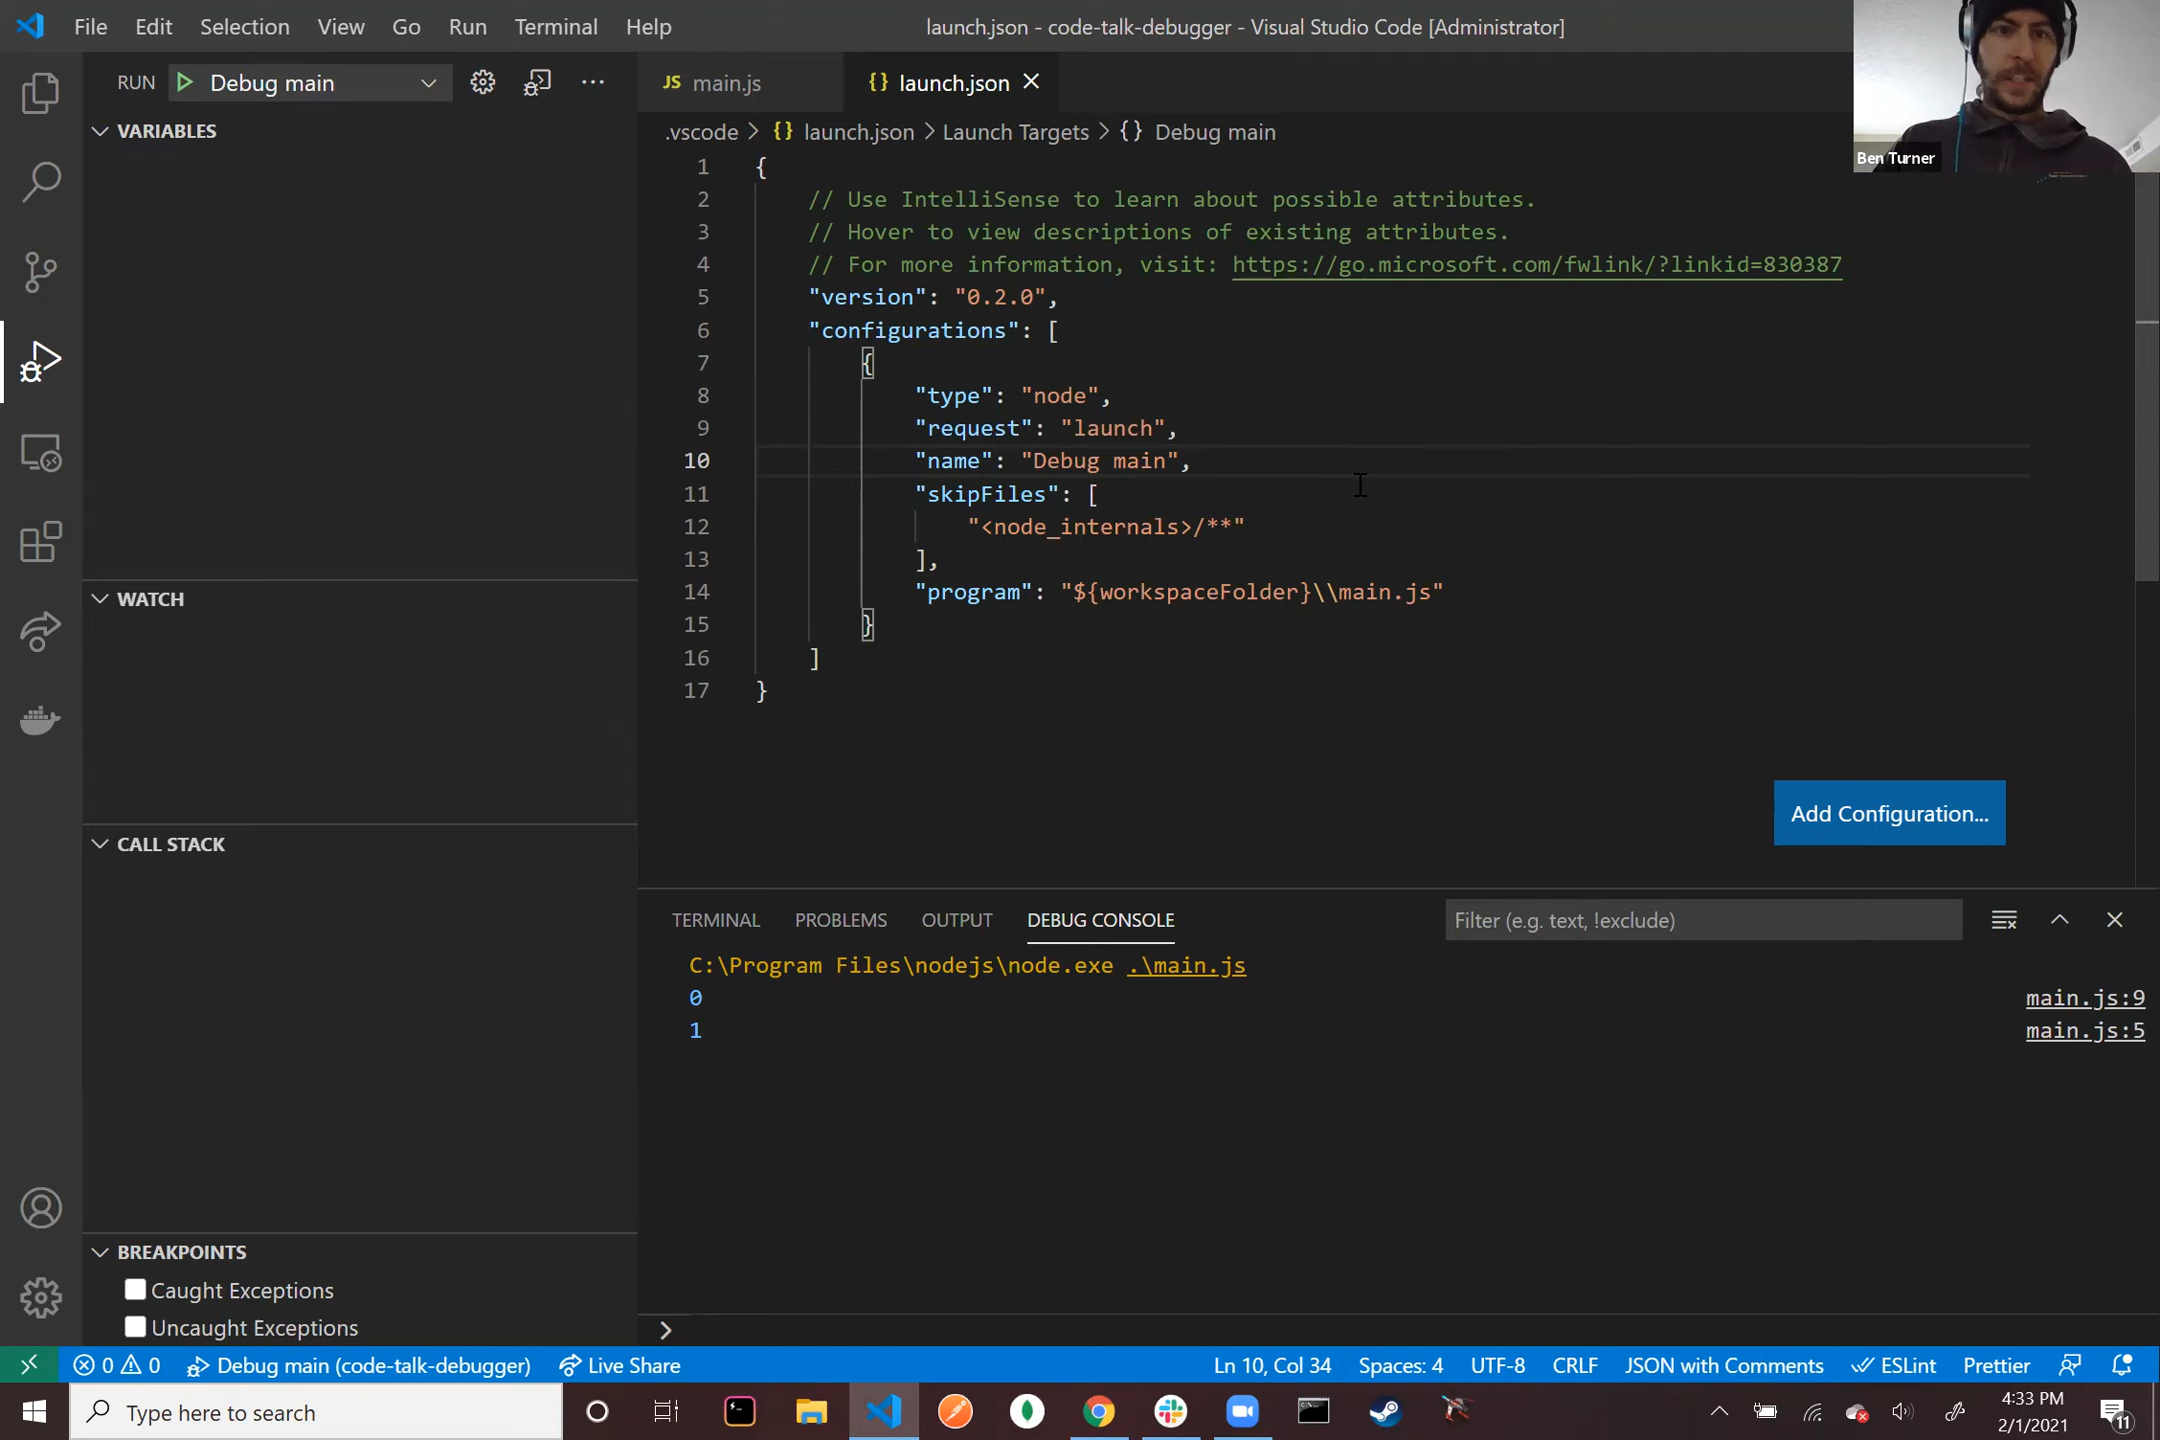 File Edit Selection View Go Run Terminal Help
launch.json - code-talk-debugger - Visual Studio Code [Administrator]
Ben Turner
RUN Debug main
JS main.js
{} launch.json
.vscode > {} launch.json > Launch Targets > {} Debug main
VARIABLES
WATCH
CALL STACK
BREAKPOINTS
Caught Exceptions
Uncaught Exceptions
1 {
2 // Use IntelliSense to learn about possible attributes.
3 // Hover to view descriptions of existing attributes.
4 // For more information, visit: https://go.microsoft.com/fwlink/?linkid=830387
5 "version": "0.2.0",
6 "configurations": [
7 {
8 "type": "node",
9 "request": "launch",
10 "name": "Debug main",
11 "skipFiles": [
12 "<node_internals>/**"
13 ],
14 "program": "${workspaceFolder}\\main.js"
15 }
16 ]
17 }
Add Configuration...
TERMINAL PROBLEMS OUTPUT DEBUG CONSOLE
Filter (e.g. text, !exclude)
C:\Program Files\nodejs\node.exe .\main.js
0 main.js:9
1 main.js:5
>
0 0 Debug main (code-talk-debugger) Live Share
Ln 10, Col 34 Spaces: 4 UTF-8 CRLF JSON with Comments ESLint Prettier
Type here to search
4:33 PM
2/1/2021
11